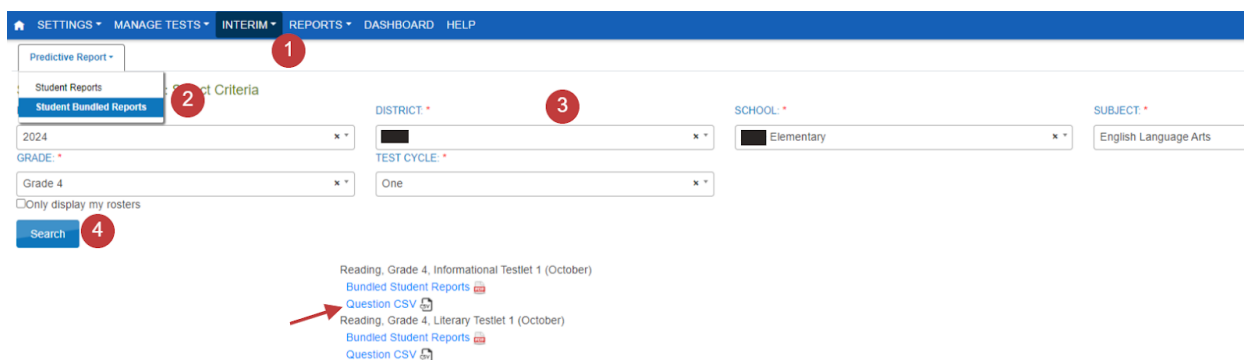 SETTINGS MANAGE TESTS INTERIM REPORTS DASHBOARD HELP
1
Predictive Report
Student Reports
Select Criteria
Student Bundled Reports
2
DISTRICT: *
3
SCHOOL: *
SUBJECT: *
2024
Elementary
English Language Arts
GRADE: *
TEST CYCLE: *
Grade 4
One
Only display my rosters
Search
4
Reading, Grade 4, Informational Testlet 1 (October)
Bundled Student Reports
Question CSV
Reading, Grade 4, Literary Testlet 1 (October)
Bundled Student Reports
Question CSV